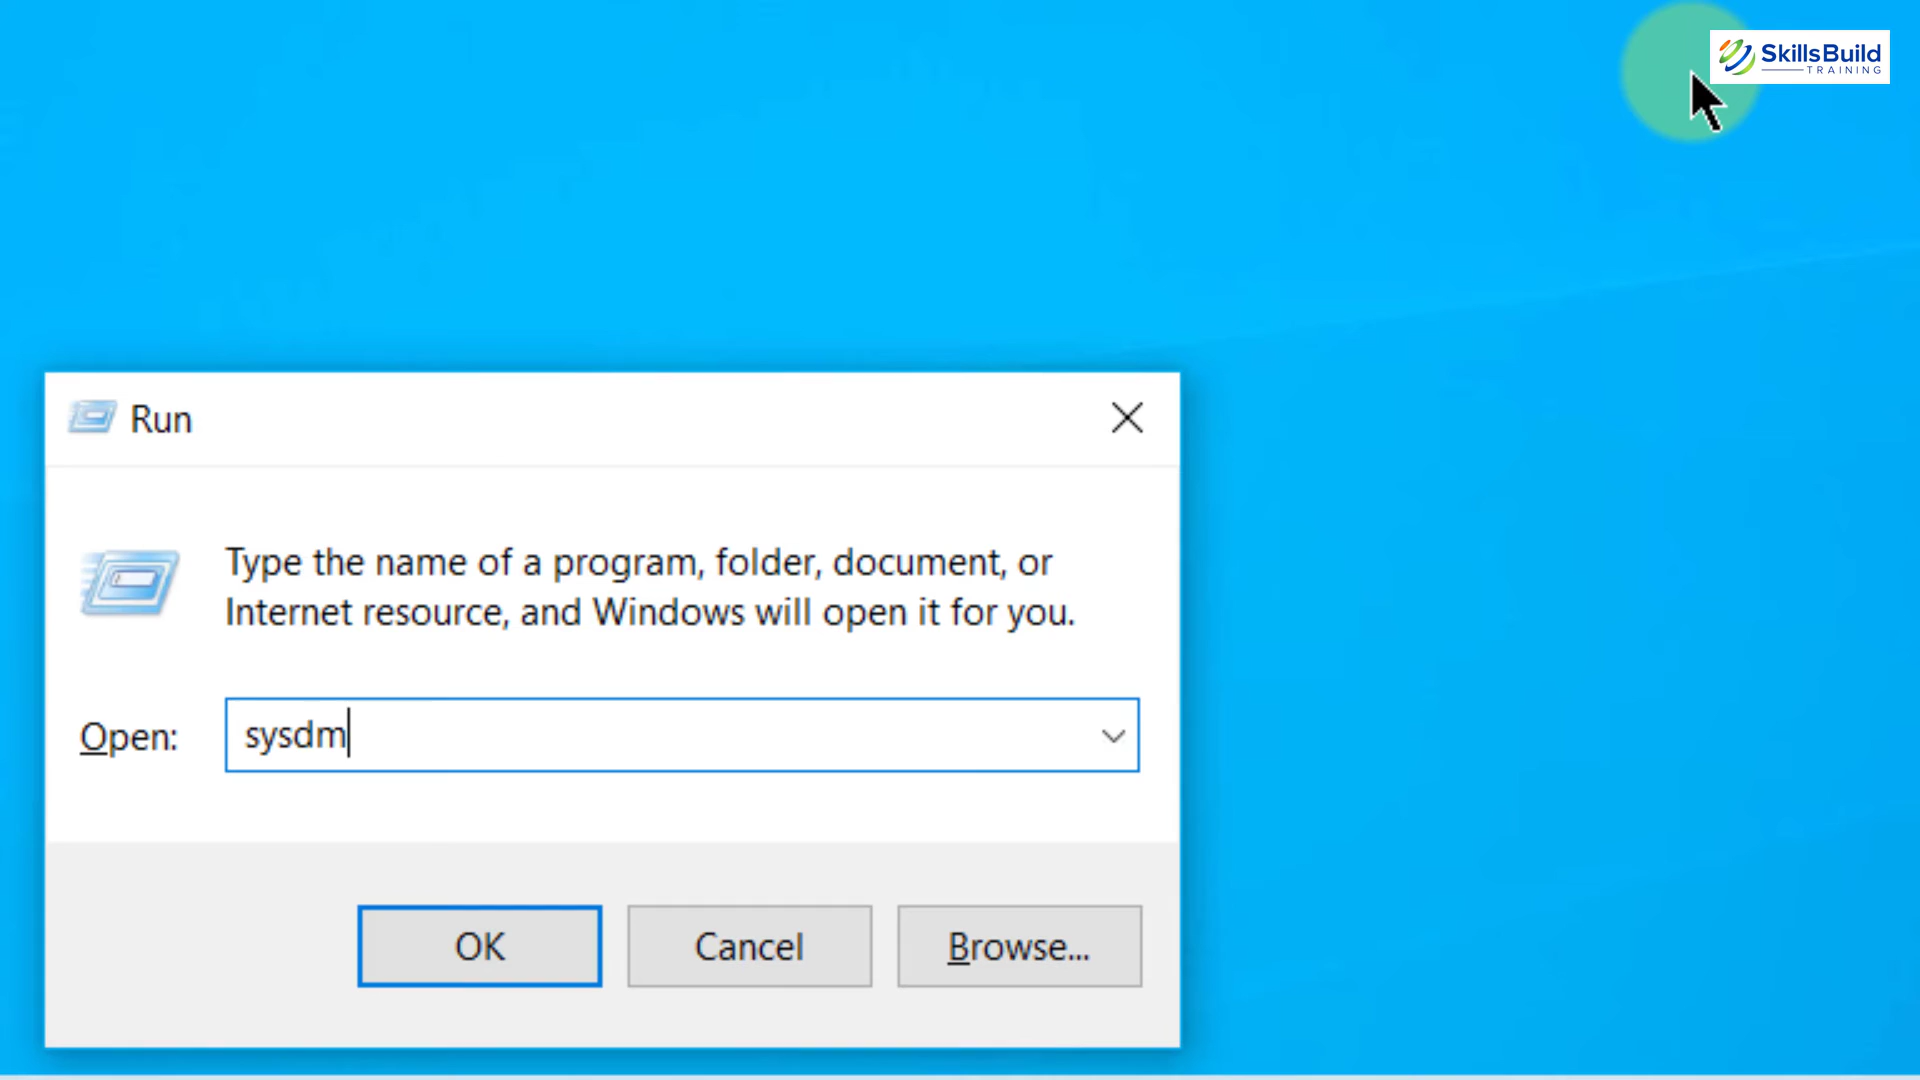 SkillsBuild
TRAINING
Run
Type the name of a program, folder, document, or
Internet resource, and Windows will open it for you.
Open: sysdm
OK Cancel Browse...